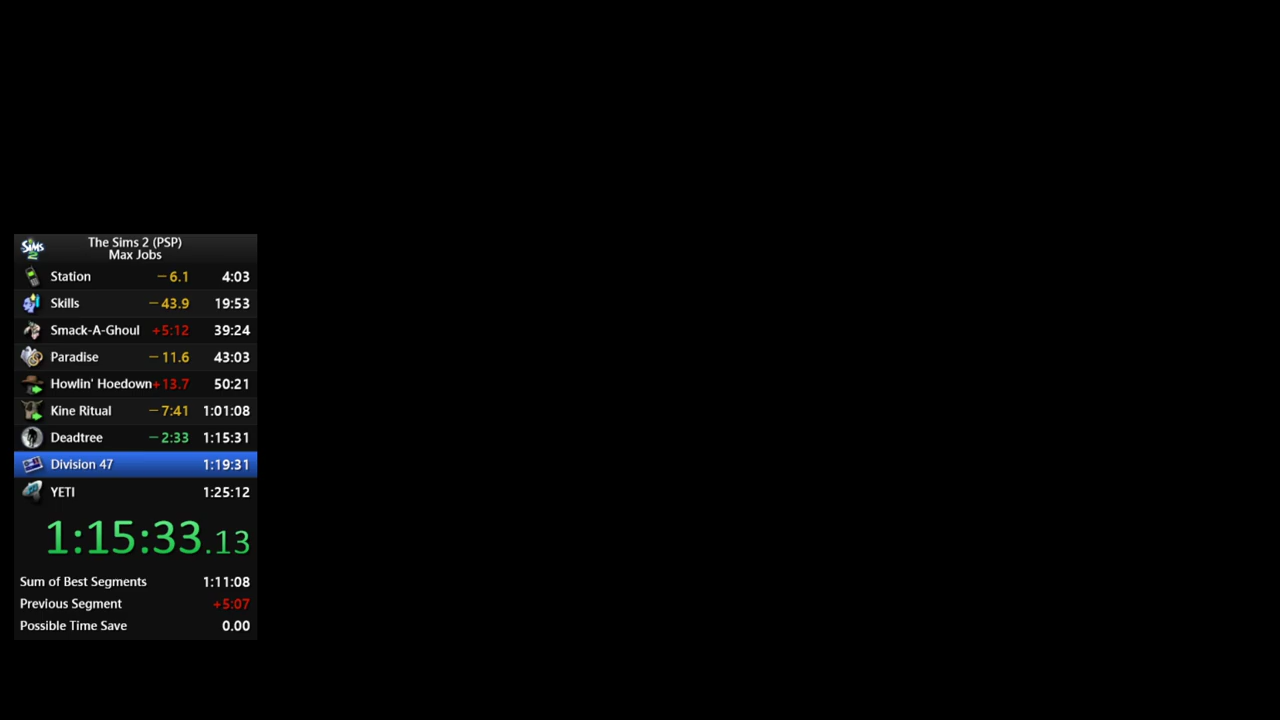 The Sims 2 (PSP)
Max Jobs
Station −6.1 4:03
Skills −43.9 19:53
Smack-A-Ghoul +5:12 39:24
Paradise −11.6 43:03
Howlin' Hoedown +13.7 50:21
Kine Ritual −7:41 1:01:08
Deadtree −2:33 1:15:31
Division 47 1:19:31
YETI 1:25:12
1:15:33.13
Sum of Best Segments 1:11:08
Previous Segment +5:07
Possible Time Save 0.00